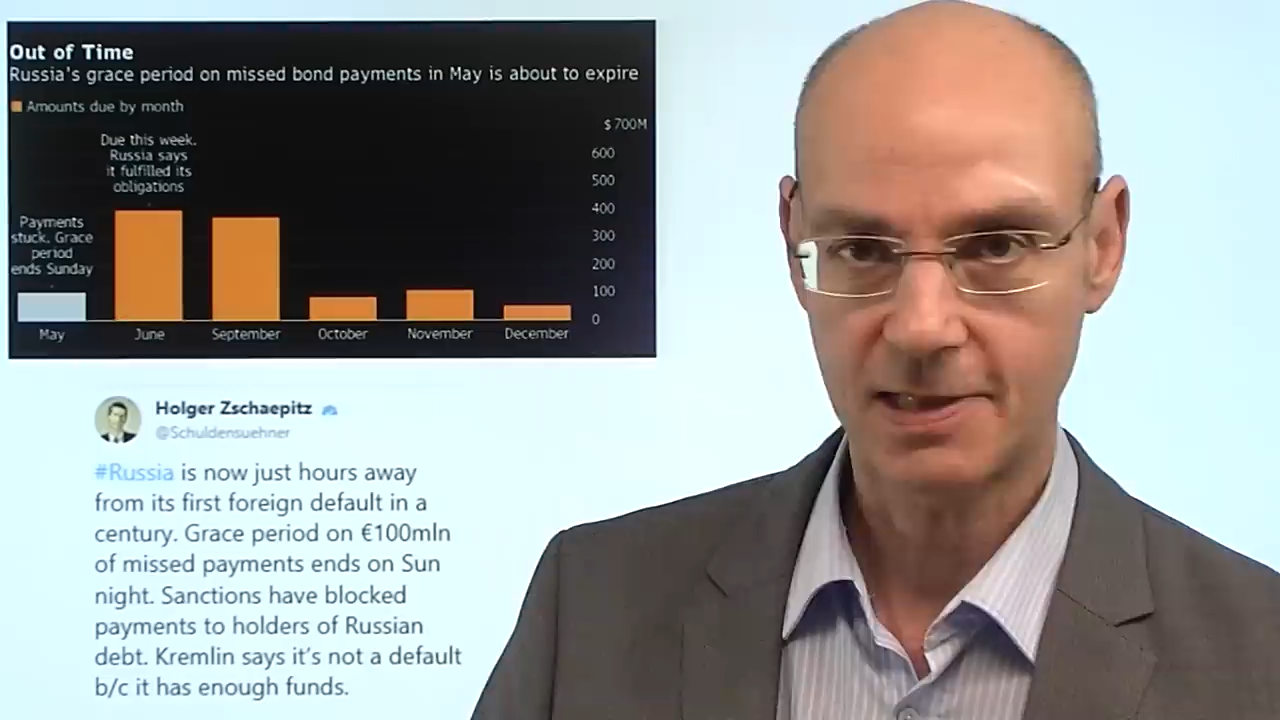 Out of Time
Russia's grace period on missed bond payments in May is about to expire
Amounts due by month
$700M
600
500
400
300
200
100
0
Due this week.
Russia says
it fulfilled its
obligations
Payments
stuck. Grace
period
ends Sunday
May
June
September
October
November
December
Holger Zschaepitz
@Schuldensuehner
#Russia is now just hours away
from its first foreign default in a
century. Grace period on €100mln
of missed payments ends on Sun
night. Sanctions have blocked
payments to holders of Russian
debt. Kremlin says it's not a default
b/c it has enough funds.